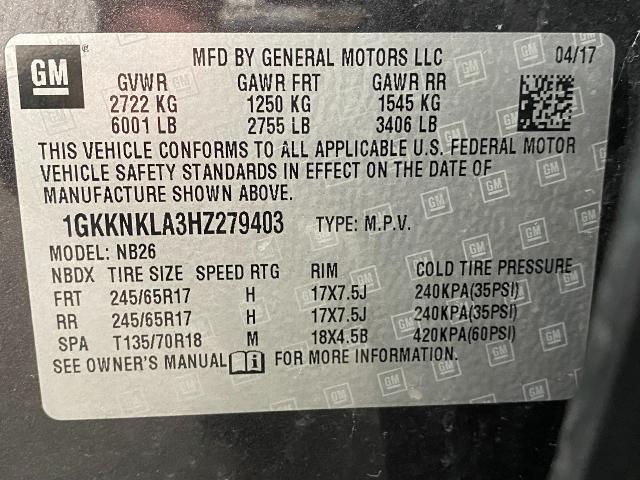 GM
MFD BY GENERAL MOTORS LLC 04/17
GVWR GAWR FRT GAWR RR
2722 KG 1250 KG 1545 KG
6001 LB 2755 LB 3406 LB
THIS VEHICLE CONFORMS TO ALL APPLICABLE U.S. FEDERAL MOTOR
VEHICLE SAFETY STANDARDS IN EFFECT ON THE DATE OF
MANUFACTURE SHOWN ABOVE.
1GKKNKLA3HZ279403 TYPE: M.P.V.
MODEL: NB26
NBDX TIRE SIZE SPEED RTG RIM COLD TIRE PRESSURE
FRT 245/65R17 H 17X7.5J 240KPA(35PSI)
RR 245/65R17 H 17X7.5J 240KPA(35PSI)
SPA T135/70R18 M 18X4.5B 420KPA(60PSI)
SEE OWNER'S MANUAL FOR MORE INFORMATION.